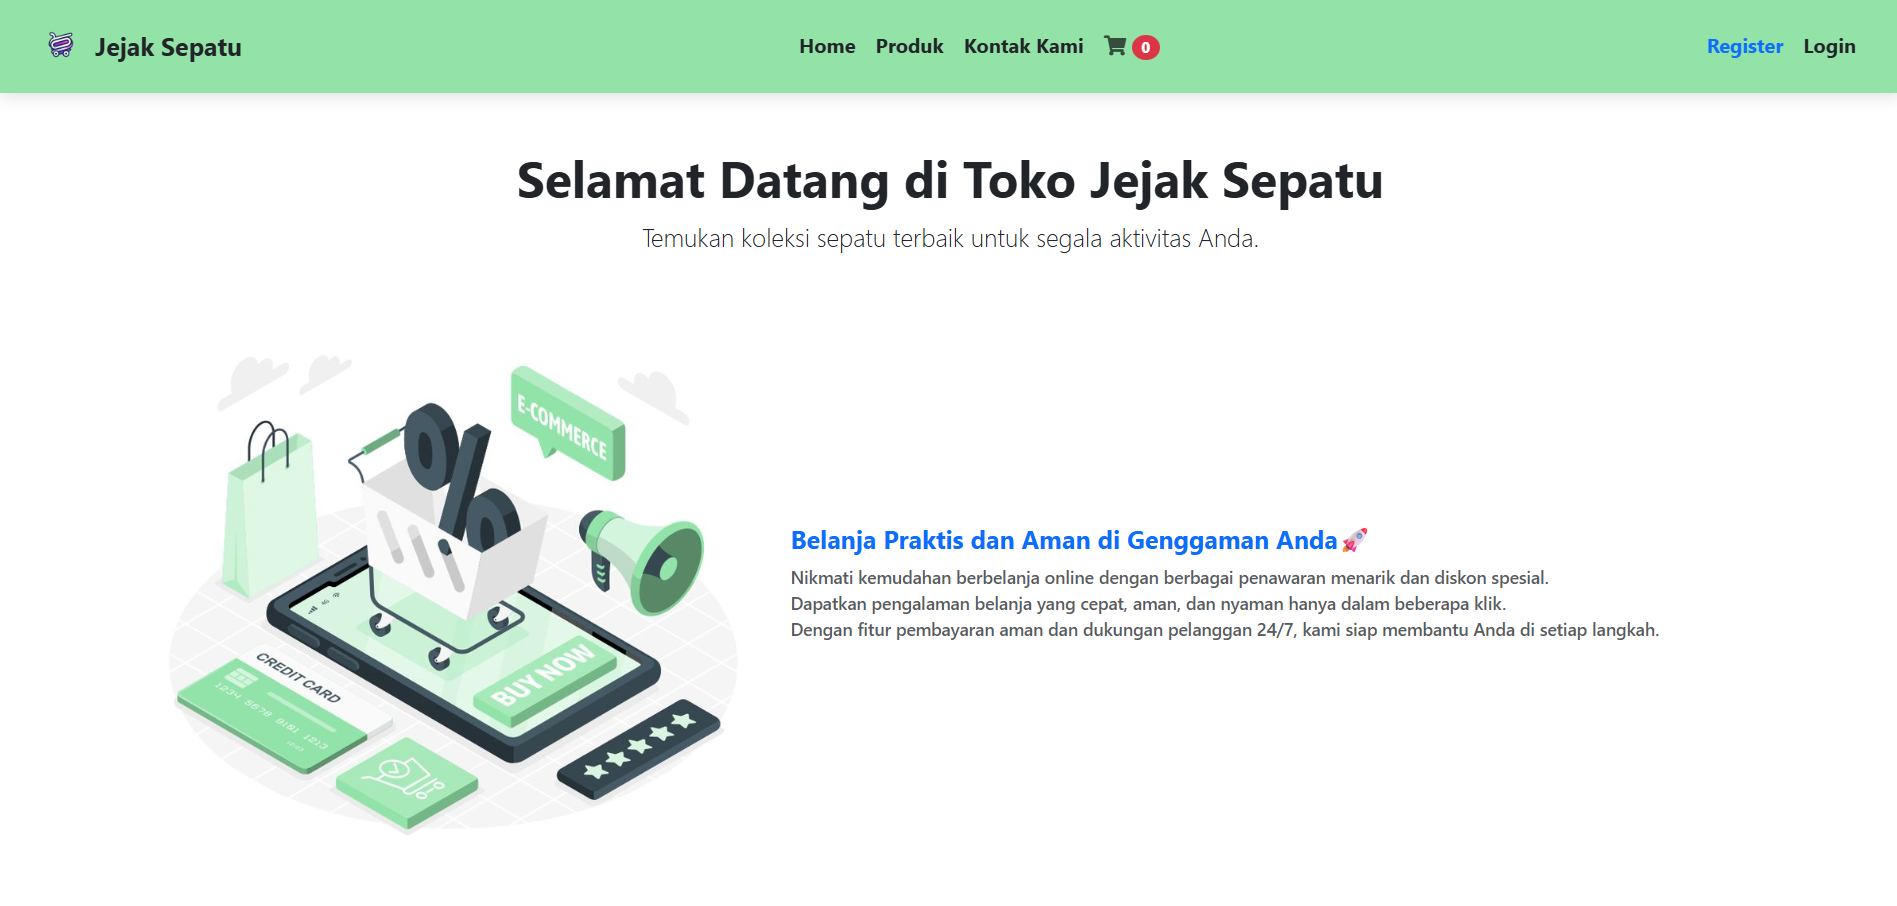 Jejak Sepatu
Home Produk Kontak Kami 0
Register Login
Selamat Datang di Toko Jejak Sepatu
Temukan koleksi sepatu terbaik untuk segala aktivitas Anda.
E-COMMERCE
BUY NOW
CREDIT CARD
1234 5678 9181 1213
Belanja Praktis dan Aman di Genggaman Anda🚀
Nikmati kemudahan berbelanja online dengan berbagai penawaran menarik dan diskon spesial.
Dapatkan pengalaman belanja yang cepat, aman, dan nyaman hanya dalam beberapa klik.
Dengan fitur pembayaran aman dan dukungan pelanggan 24/7, kami siap membantu Anda di setiap langkah.